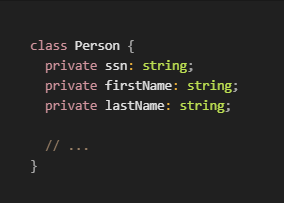 class Person {
  private ssn: string;
  private firstName: string;
  private lastName: string;

  // ...
}